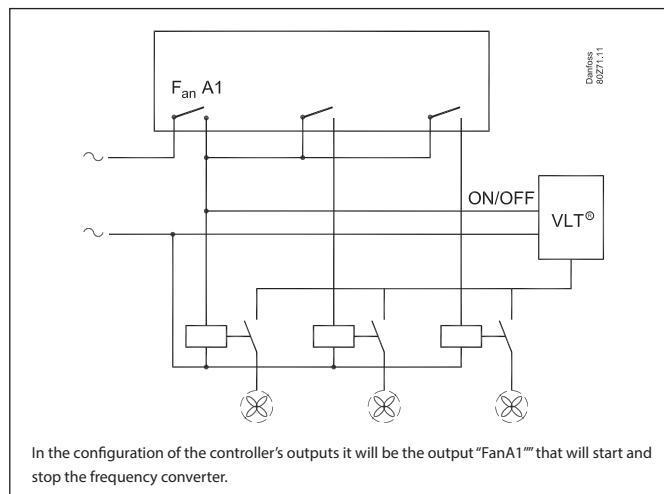 Danfoss
80Z71.11
Fan A1
ON/OFF
VLT®
In the configuration of the controller's outputs it will be the output "FanA1"" that will start and
stop the frequency converter.